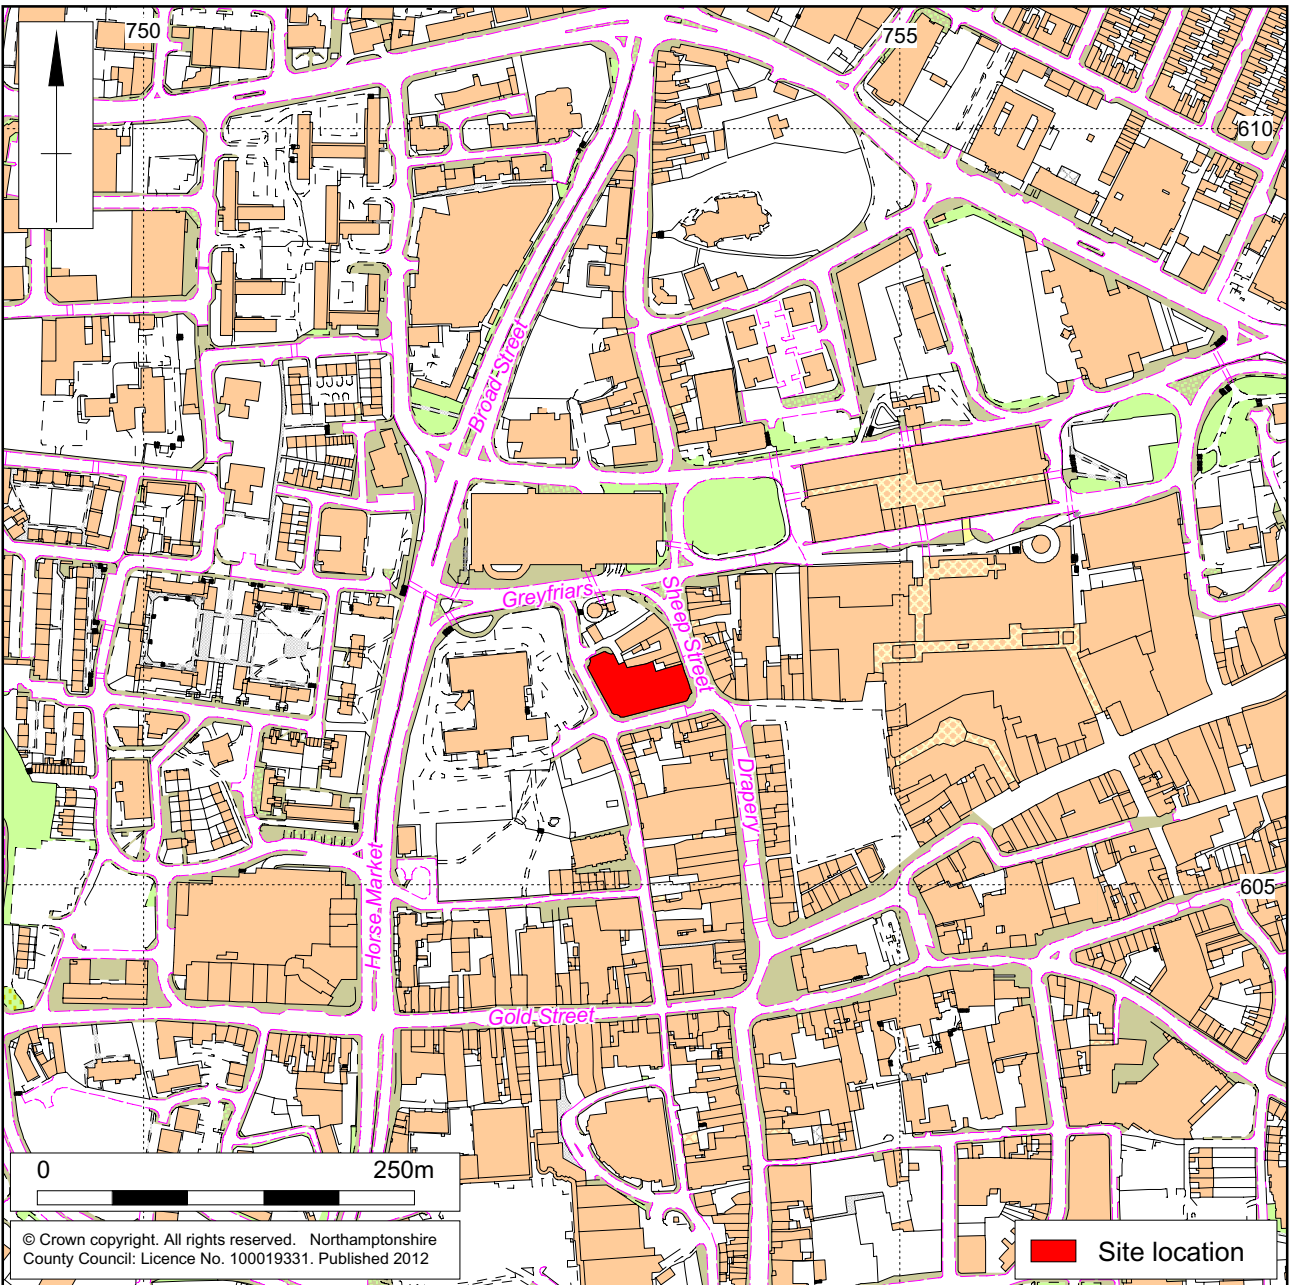 750
755
610
Broad Street
Greyfriars
Sheep Street
Drapery
Horse Market
605
Gold Street
0 250m
© Crown copyright. All rights reserved. Northamptonshire
County Council: Licence No. 100019331. Published 2012
Site location